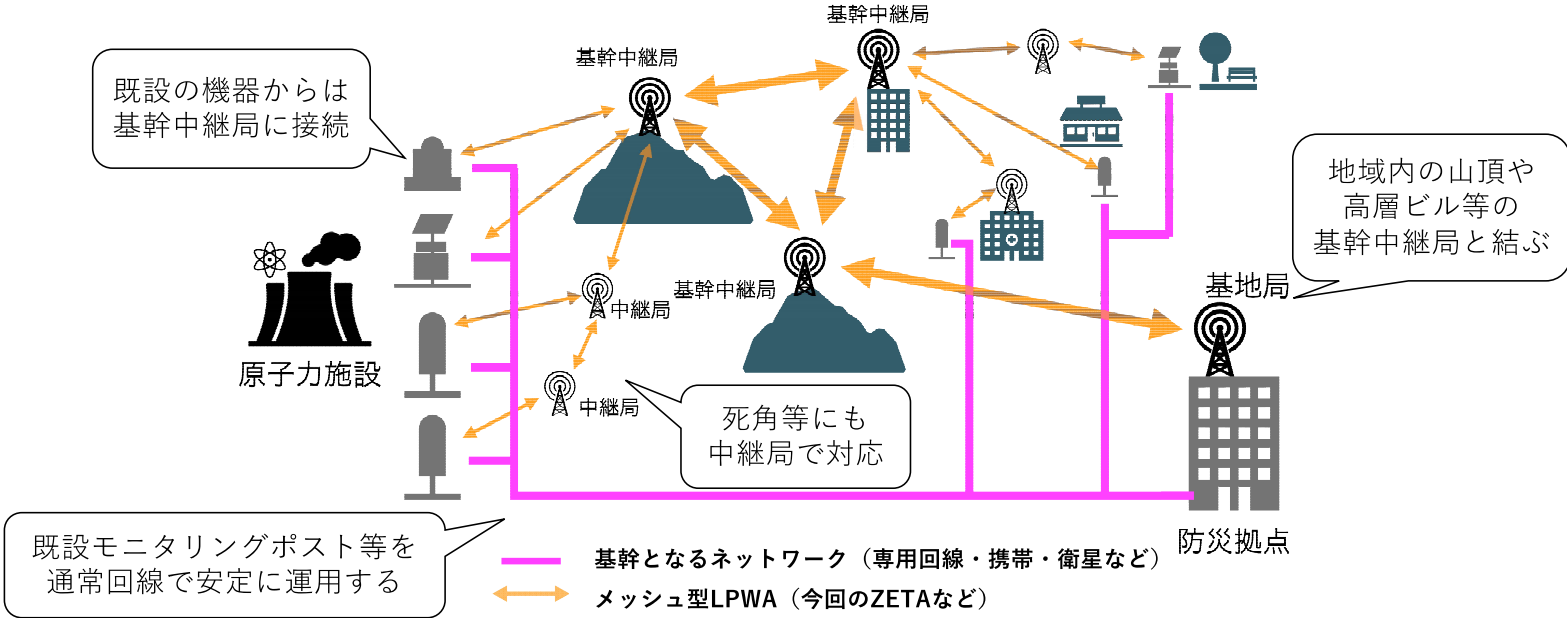 基幹中継局
基幹中継局
既設の機器からは
基幹中継局に接続
地域内の山頂や
高層ビル等の
基幹中継局と結ぶ
基幹中継局
基地局
中継局
原子力施設
中継局
死角等にも
中継局で対応
既設モニタリングポスト等を
通常回線で安定に運用する
防災拠点
基幹となるネットワーク（専用回線・携帯・衛星など）
メッシュ型LPWA（今回のZETAなど）